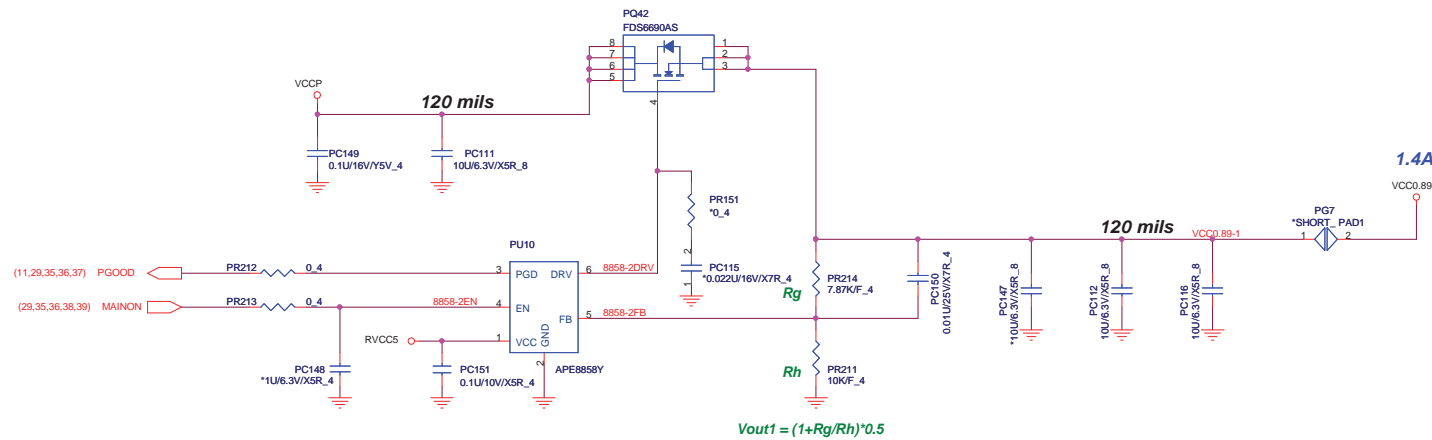 PQ42
FDS6690AS
8
7
6
5
1
2
3
4
VCCP
120 mils
PC149
0.1U/16V/Y5V_4
PC111
10U/6.3V/X5R_8
1.4A
VCC0.89
PR151
*0_4
PG7
*SHORT_ PAD1
120 mils
VCC0.89-1
1
2
PU10
2
PC115
*0.022U/16V/X7R_4
1
(11,29,35,36,37) PGOOD
PR212
0_4
3
PGD
DRV
6
8858-2DRV
(29,35,36,38,39) MAINON
PR213
0_4
8858-2EN
4
EN
FB
5
8858-2FB
RVCC5
1
VCC
GND
2
APE8858Y
PC148
*1U/6.3V/X5R_4
PC151
0.1U/10V/X5R_4
Rg
PR214
7.87K/F_4
PC150
0.01U/25V/X7R_4
PC147
*10U/6.3V/X5R_8
PC112
10U/6.3V/X5R_8
PC116
10U/6.3V/X5R_8
Rh
PR211
10K/F_4
Vout1 = (1+Rg/Rh)*0.5